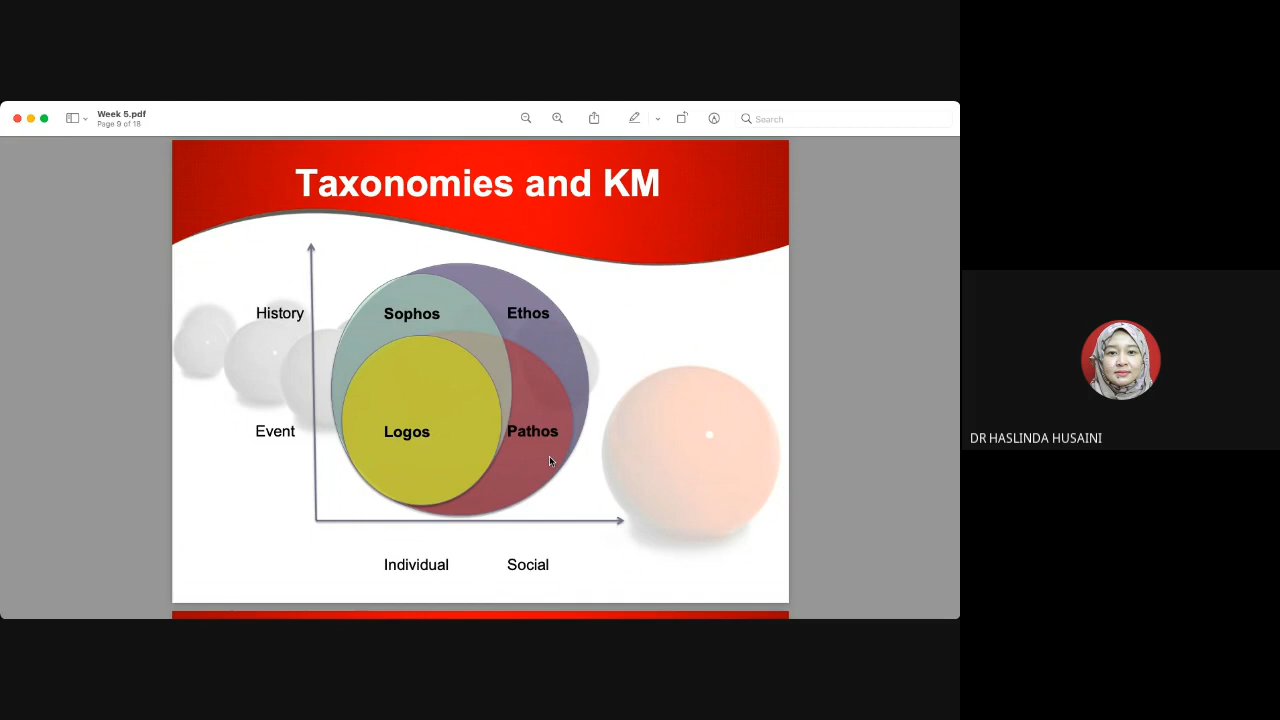 Week 5.pdf
Page 9 of 18
Search
Taxonomies and KM
History
Sophos
Ethos
Event
Logos
Pathos
Individual
Social
DR HASLINDA HUSAINI